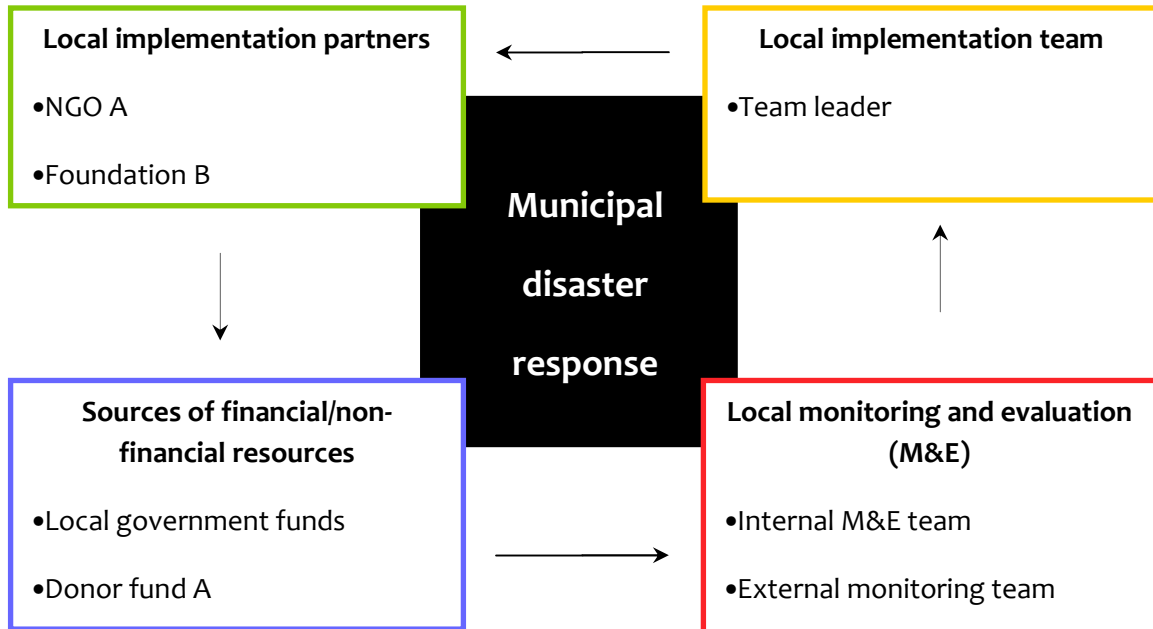 Local implementation partners
•NGO A
•Foundation B
Local implementation team
•Team leader
Municipal
disaster
response
Sources of financial/non-
financial resources
•Local government funds
•Donor fund A
Local monitoring and evaluation
(M&E)
•Internal M&E team
•External monitoring team